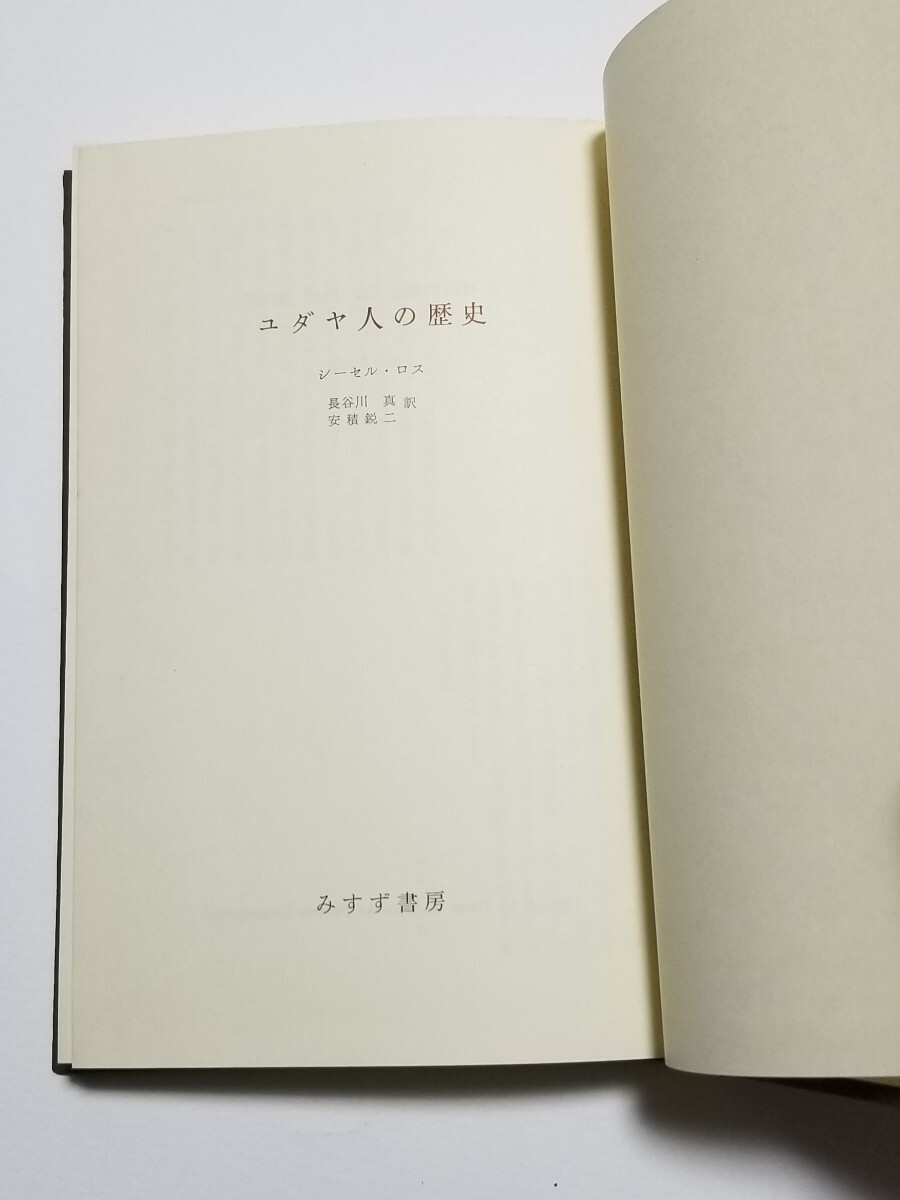 ユダヤ人の歴史
シーセル・ロス
長谷川 真 訳
安積鋭二
みすず書房